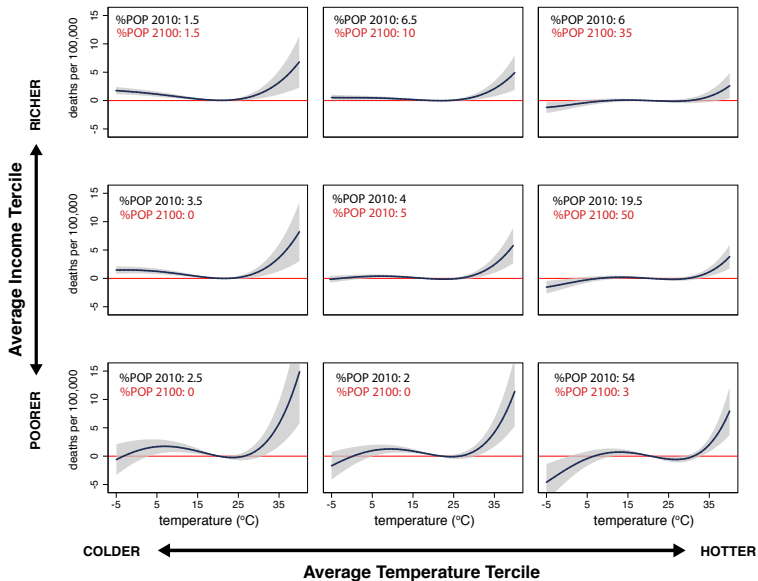 %POP 2010: 1.5
%POP 2100: 1.5
%POP 2010: 6.5
%POP 2100: 10
%POP 2010: 6
%POP 2100: 35
deaths per 100,000
15
10
5
0
-5
RICHER
%POP 2010: 3.5
%POP 2100: 0
%POP 2010: 4
%POP 2100: 5
%POP 2010: 19.5
%POP 2100: 50
deaths per 100,000
15
10
5
0
-5
Average Income Tercile
%POP 2010: 2.5
%POP 2100: 0
%POP 2010: 2
%POP 2100: 0
%POP 2010: 54
%POP 2100: 3
deaths per 100,000
15
10
5
0
-5
POORER
-5 5 15 25 35
-5 5 15 25 35
-5 5 15 25 35
temperature (°C)
temperature (°C)
temperature (°C)
COLDER
HOTTER
Average Temperature Tercile